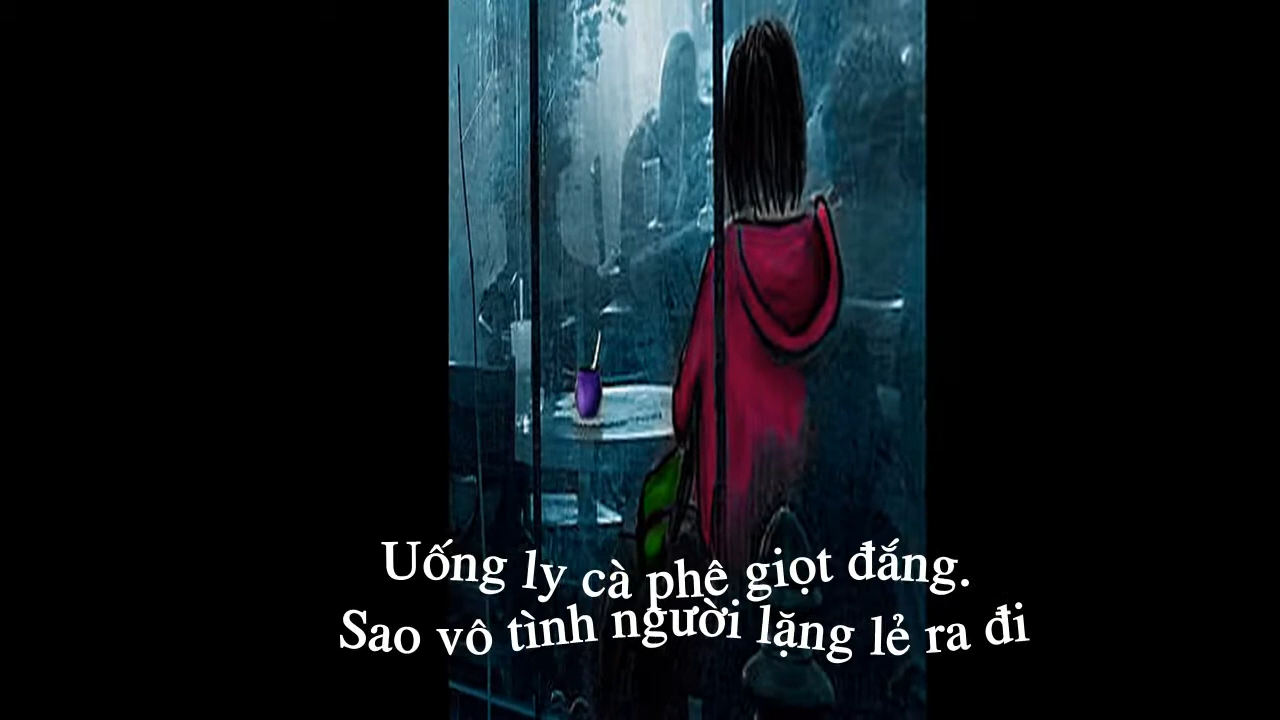 Uống ly cà phê giọt đắng.
Sao vô tình người lặng lẻ ra đi